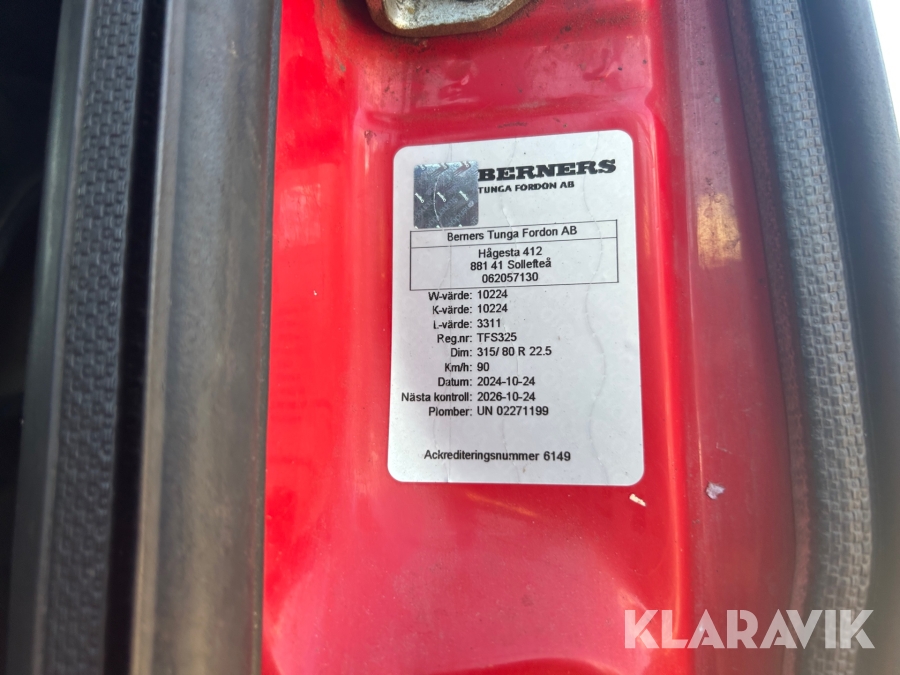 BERNERS
TUNGA FORDON AB
Berners Tunga Fordon AB
Hågesta 412
881 41 Sollefteå
062057130
W-värde: 10224
K-värde: 10224
L-värde: 3311
Reg.nr: TFS325
Dim: 315/ 80 R 22.5
Km/h: 90
Datum: 2024-10-24
Nästa kontroll: 2026-10-24
Plomber: UN 02271199
Ackrediteringsnummer 6149
KLARAVIK